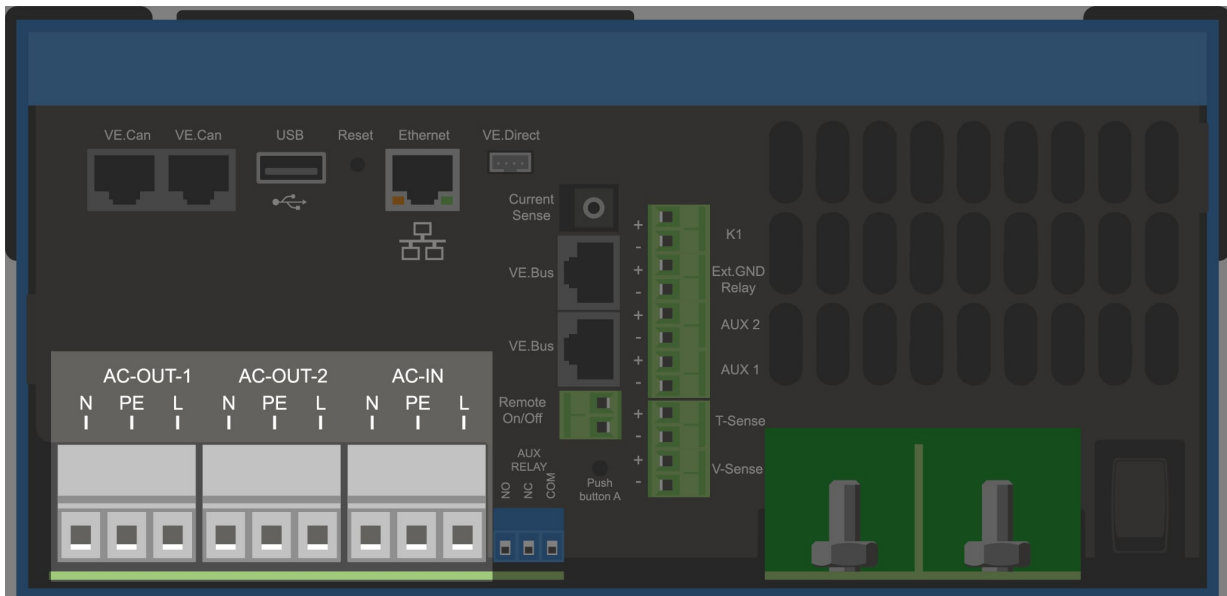 VE.Can VE.Can USB Reset Ethernet VE.Direct
Current
Sense
+
K1
-
VE.Bus
+
Ext.GND
-
Relay
+
AUX 2
-
VE.Bus
+
AUX 1
-
AC-OUT-1 AC-OUT-2 AC-IN
N PE L N PE L N PE L
Remote
On/Off
+
T-Sense
-
AUX
RELAY
+
V-Sense
-
NO NC COM
Push
button A